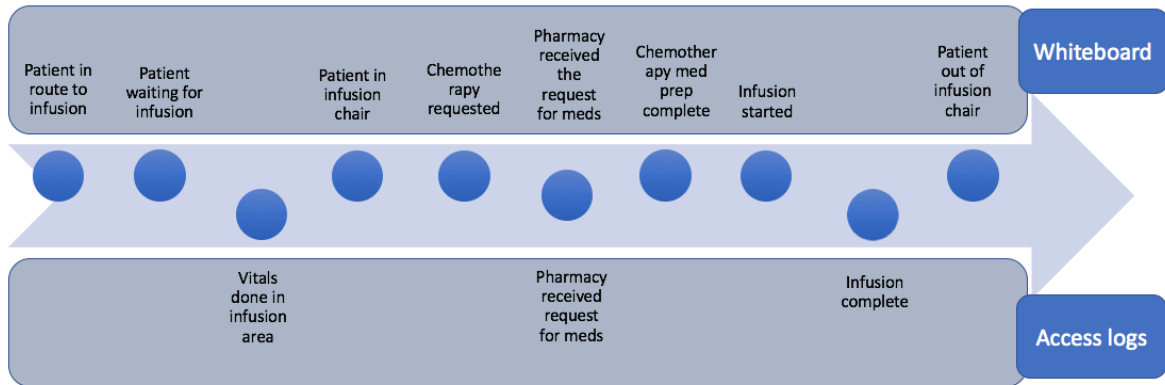 Patient in
route to
infusion
Patient
waiting for
infusion
Patient in
infusion
chair
Chemothe
rapy
requested
Pharmacy
received
the
request
for meds
Chemother
apy med
prep
complete
Infusion
started
Patient
out of
infusion
chair
Whiteboard
Vitals
done in
infusion
area
Pharmacy
received
request
for meds
Infusion
complete
Access logs